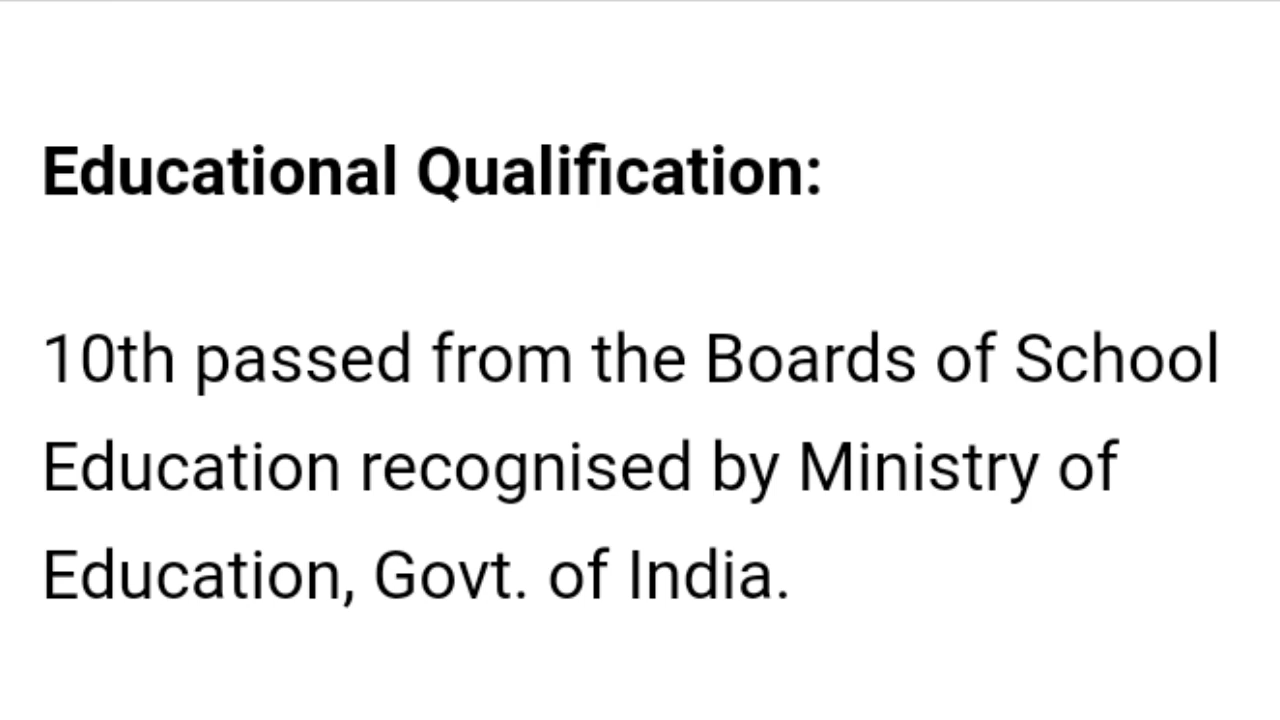 Educational Qualification:
10th passed from the Boards of School
Education recognised by Ministry of
Education, Govt. of India.